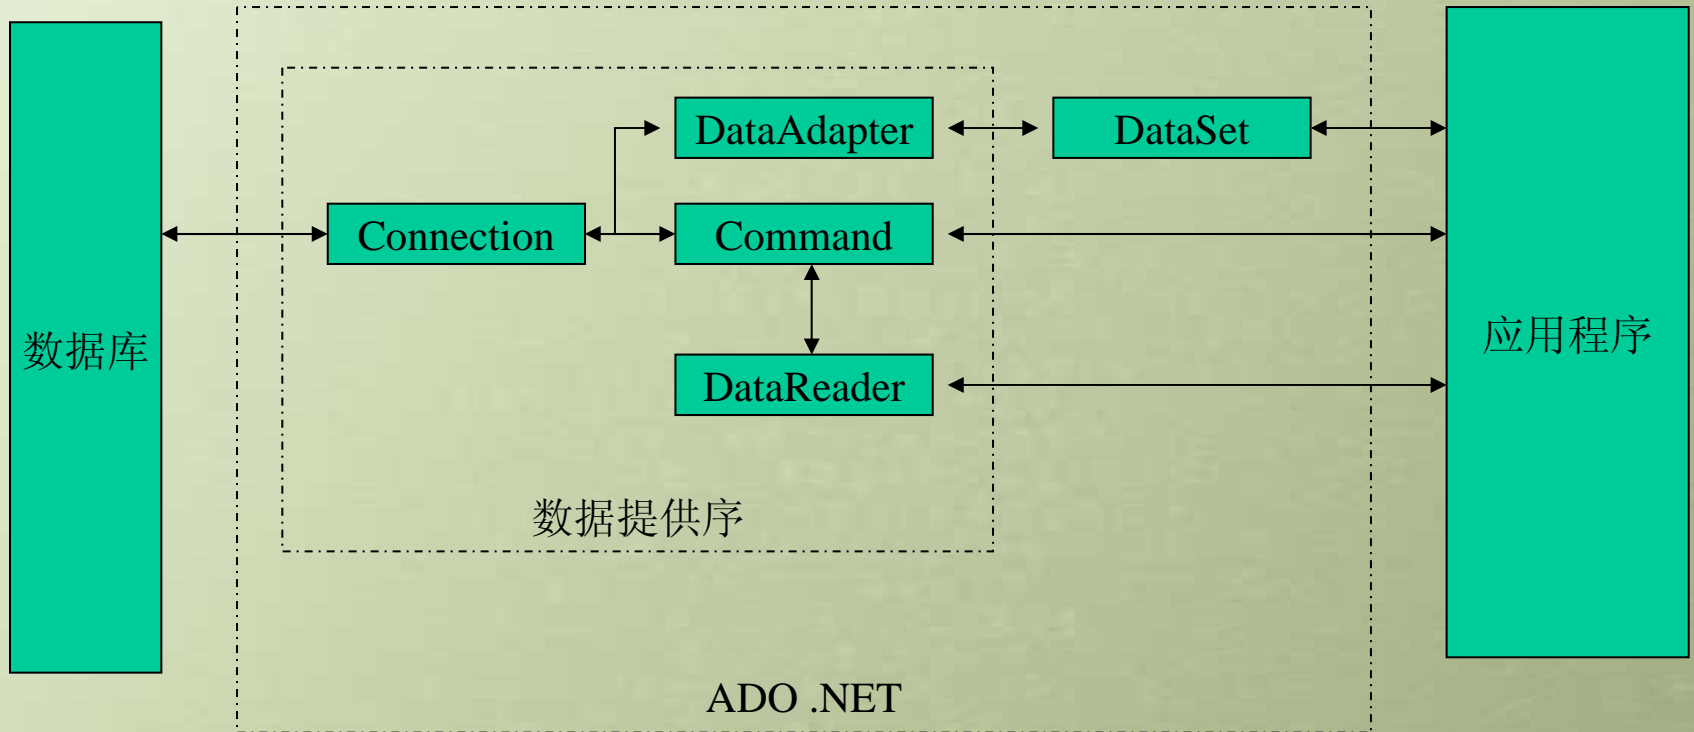 DataAdapter
DataSet
Connection
Command
数据库
应用程序
DataReader
数据提供序
ADO .NET